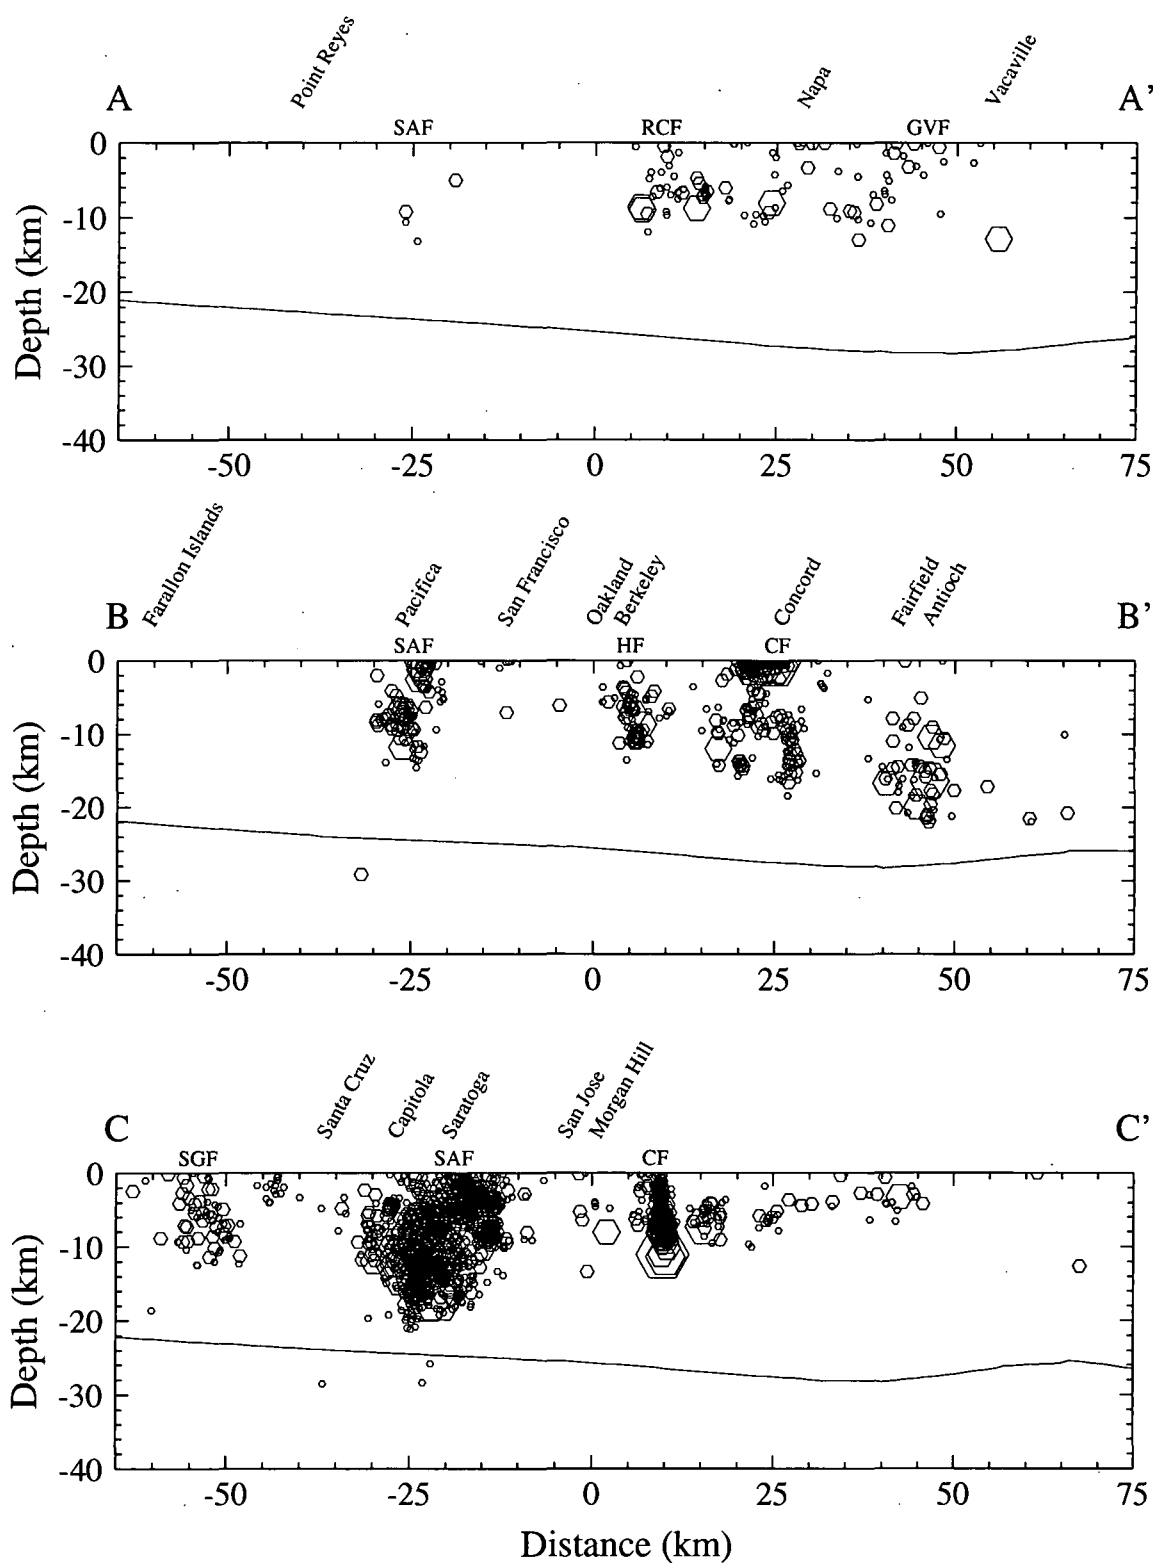 Point Reyes
Napa
Vacaville
A
A'
SAF
RCF
GVF
0
-10
-20
-30
-40
Depth (km)
-50
-25
0
25
50
75
Farallon Islands
Pacifica
San Francisco
Oakland
Berkeley
Concord
Fairfield
Antioch
B
B'
SAF
HF
CF
0
-10
-20
-30
-40
Depth (km)
-50
-25
0
25
50
75
Santa Cruz
Capitola
Saratoga
San Jose
Morgan Hill
C
C'
SGF
SAF
CF
0
-10
-20
-30
-40
Depth (km)
-50
-25
0
25
50
75
Distance (km)